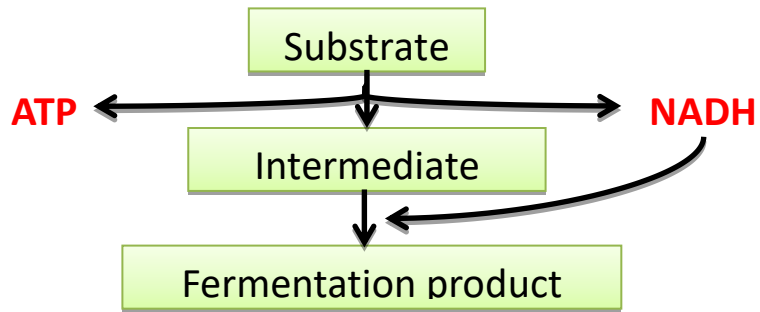 Substrate
ATP
NADH
Intermediate
Fermentation product